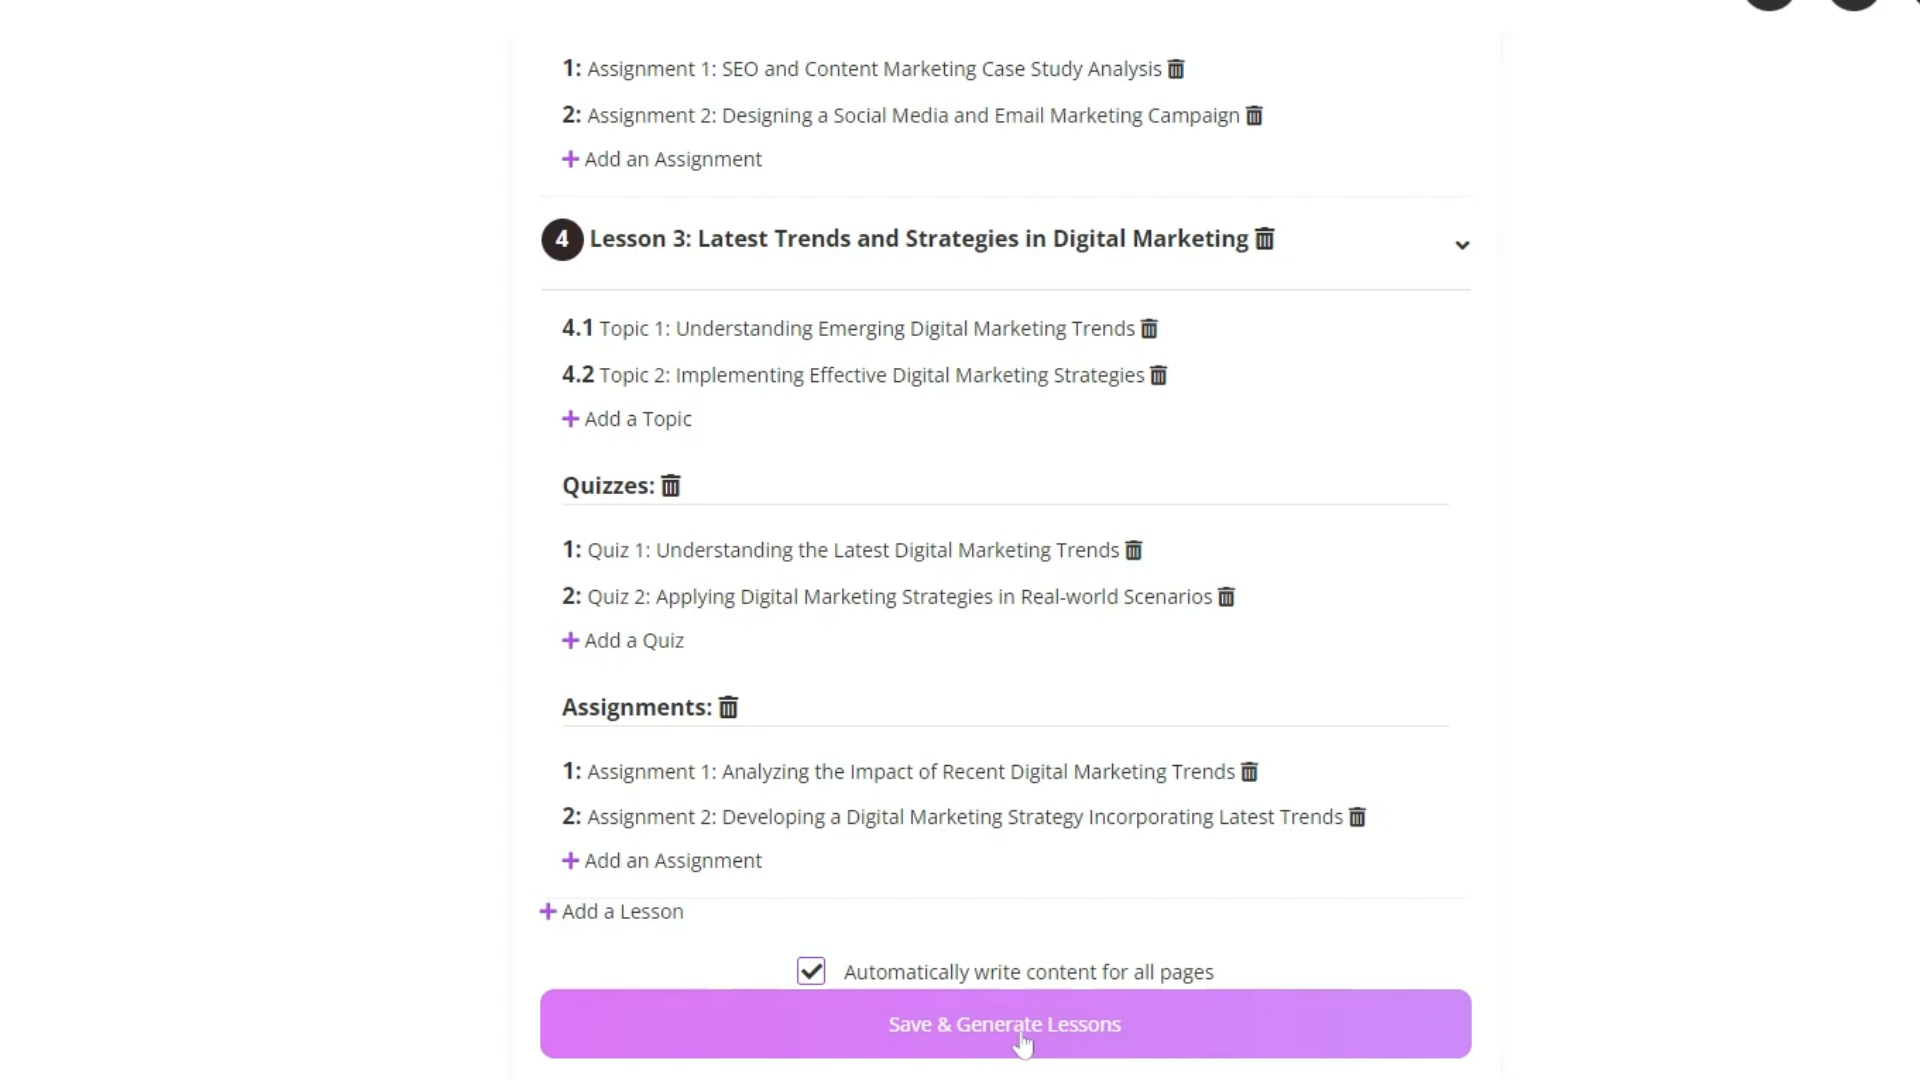 1: Assignment 1: SEO and Content Marketing Case Study Analysis
2: Assignment 2: Designing a Social Media and Email Marketing Campaign
+ Add an Assignment
4 Lesson 3: Latest Trends and Strategies in Digital Marketing
4.1 Topic 1: Understanding Emerging Digital Marketing Trends
4.2 Topic 2: Implementing Effective Digital Marketing Strategies
+ Add a Topic
Quizzes:
1: Quiz 1: Understanding the Latest Digital Marketing Trends
2: Quiz 2: Applying Digital Marketing Strategies in Real-world Scenarios
+ Add a Quiz
Assignments:
1: Assignment 1: Analyzing the Impact of Recent Digital Marketing Trends
2: Assignment 2: Developing a Digital Marketing Strategy Incorporating Latest Trends
+ Add an Assignment
+ Add a Lesson
Automatically write content for all pages
Save & Generate Lessons